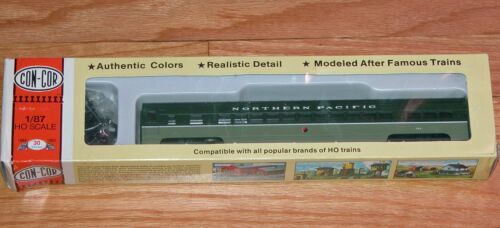 CON-COR
1/87
HO SCALE
30
CON-COR
★Authentic Colors ★Realistic Detail ★Modeled After Famous Trains
NORTHERN PACIFIC
Compatible with all popular brands of HO trains